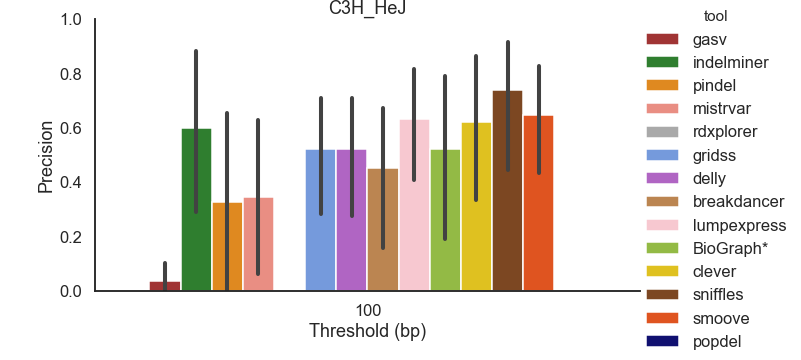 C3H_HeJ
1.0
0.8
0.6
0.4
0.2
0.0
Precision
100
Threshold (bp)
tool
gasv
indelminer
pindel
mistrvar
rdxplorer
gridss
delly
breakdancer
lumpexpress
BioGraph*
clever
sniffles
smoove
popdel